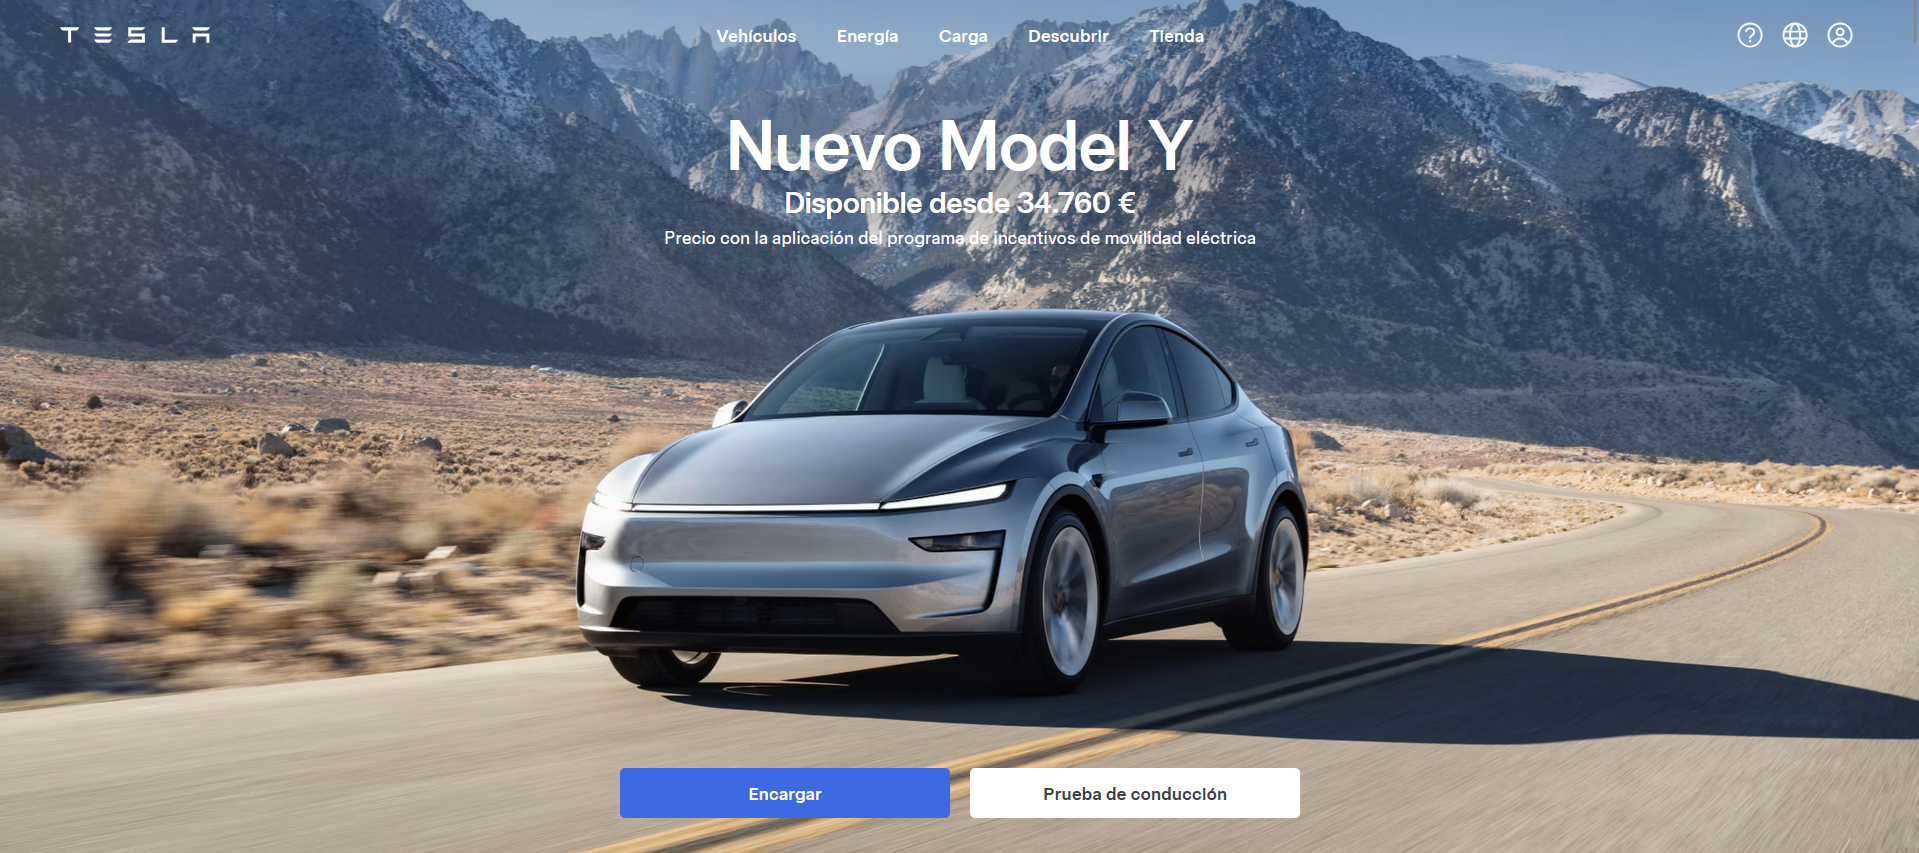 TESLA
Vehículos
Energía
Carga
Descubrir
Tienda
Nuevo Model Y
Disponible desde 34.760 €
Precio con la aplicación del programa de incentivos de movilidad eléctrica
Encargar
Prueba de conducción